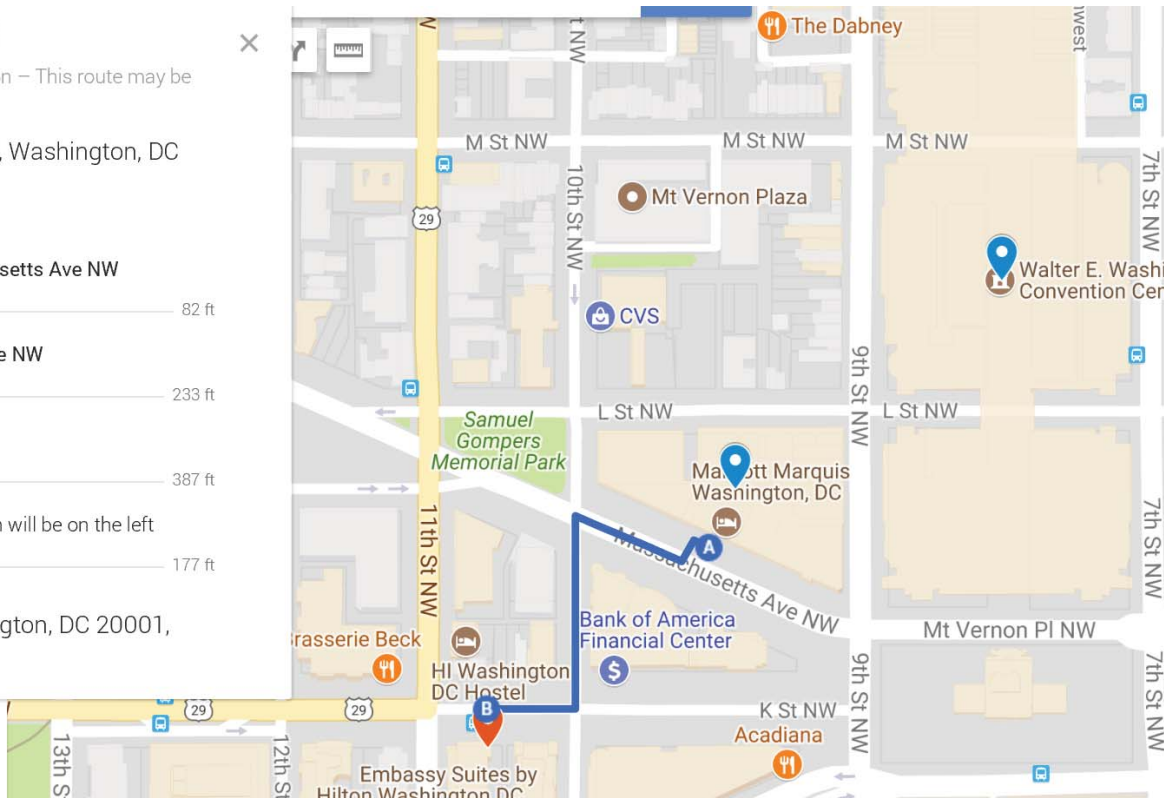 n – This route may be
, Washington, DC
setts Ave NW
82 ft
e NW
233 ft
387 ft
n will be on the left
177 ft
gton, DC 20001,
W
t NW
The Dabney
west
M St NW
M St NW
M St NW
29
10th St NW
Mt Vernon Plaza
7th St NW
Walter E. Washi
Convention Cen
CVS
9th St NW
L St NW
L St NW
Samuel
Gompers
Memorial Park
Marriott Marquis
Washington, DC
11th St NW
A
Massachusetts Ave NW
7th St NW
Bank of America
Financial Center
$
Mt Vernon Pl NW
Brasserie Beck
HI Washington
DC Hostel
B
29
29
K St NW
9th St NW
7th St NW
Acadiana
13th S
12th St
Embassy Suites by
Hilton Washington DC